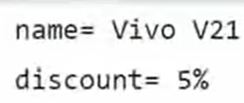 name= Vivo V21
discount= 5%